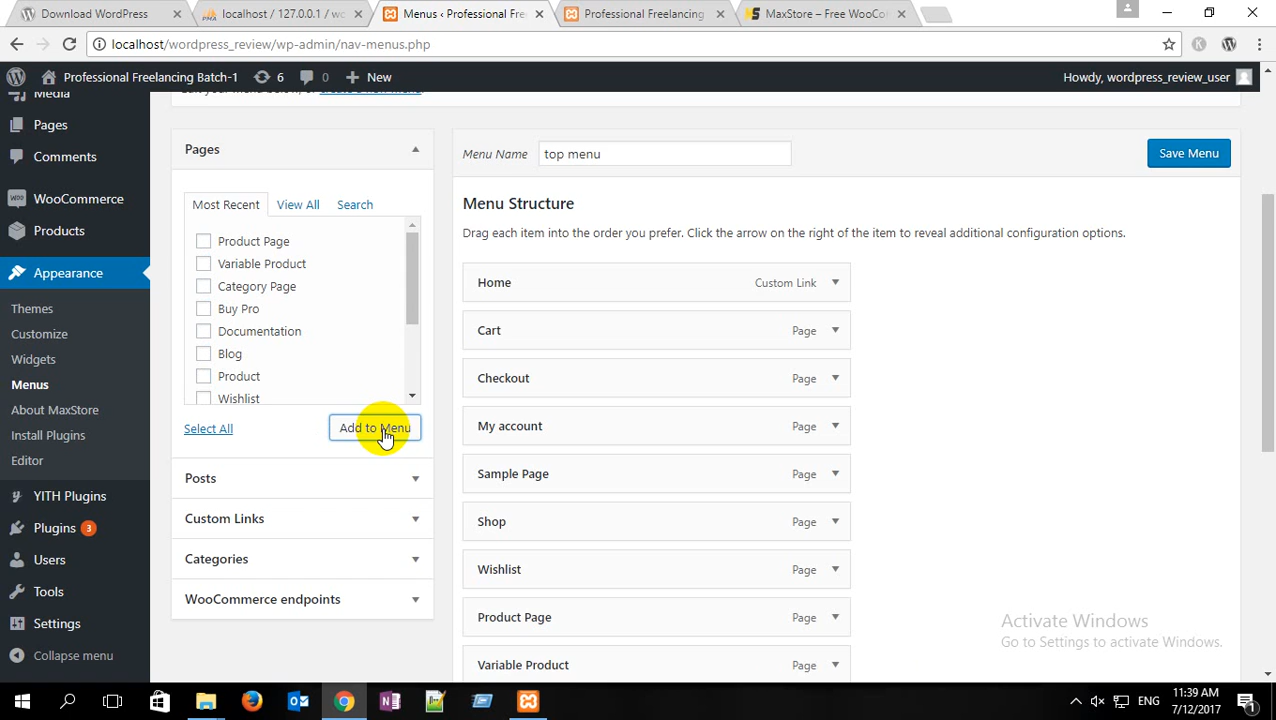 Download WordPress
localhost / 127.0.0.1 / wc
Menus ‹ Professional Fre
Professional Freelancing
MaxStore – Free WooCo
localhost/wordpress_review/wp-admin/nav-menus.php
Professional Freelancing Batch-1
6
0
New
Howdy, wordpress_review_user
Media
Pages
Comments
WooCommerce
Products
Appearance
Themes
Customize
Widgets
Menus
About MaxStore
Install Plugins
Editor
YITH Plugins
Plugins 3
Users
Tools
Settings
Collapse menu
Pages
Most Recent
View All
Search
Product Page
Variable Product
Category Page
Buy Pro
Documentation
Blog
Product
Wishlist
Select All
Add to Menu
Posts
Custom Links
Categories
WooCommerce endpoints
Menu Name
top menu
Save Menu
Menu Structure
Drag each item into the order you prefer. Click the arrow on the right of the item to reveal additional configuration options.
Home Custom Link
Cart Page
Checkout Page
My account Page
Sample Page Page
Shop Page
Wishlist Page
Product Page Page
Variable Product Page
Activate Windows
Go to Settings to activate Windows.
ENG
11:39 AM
7/12/2017
1